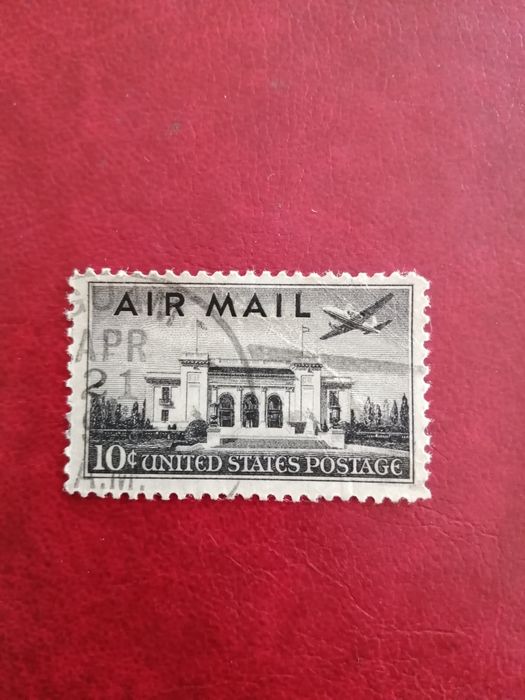 AIR MAIL
APR
21
A.M.
10¢ UNITED STATES POSTAGE